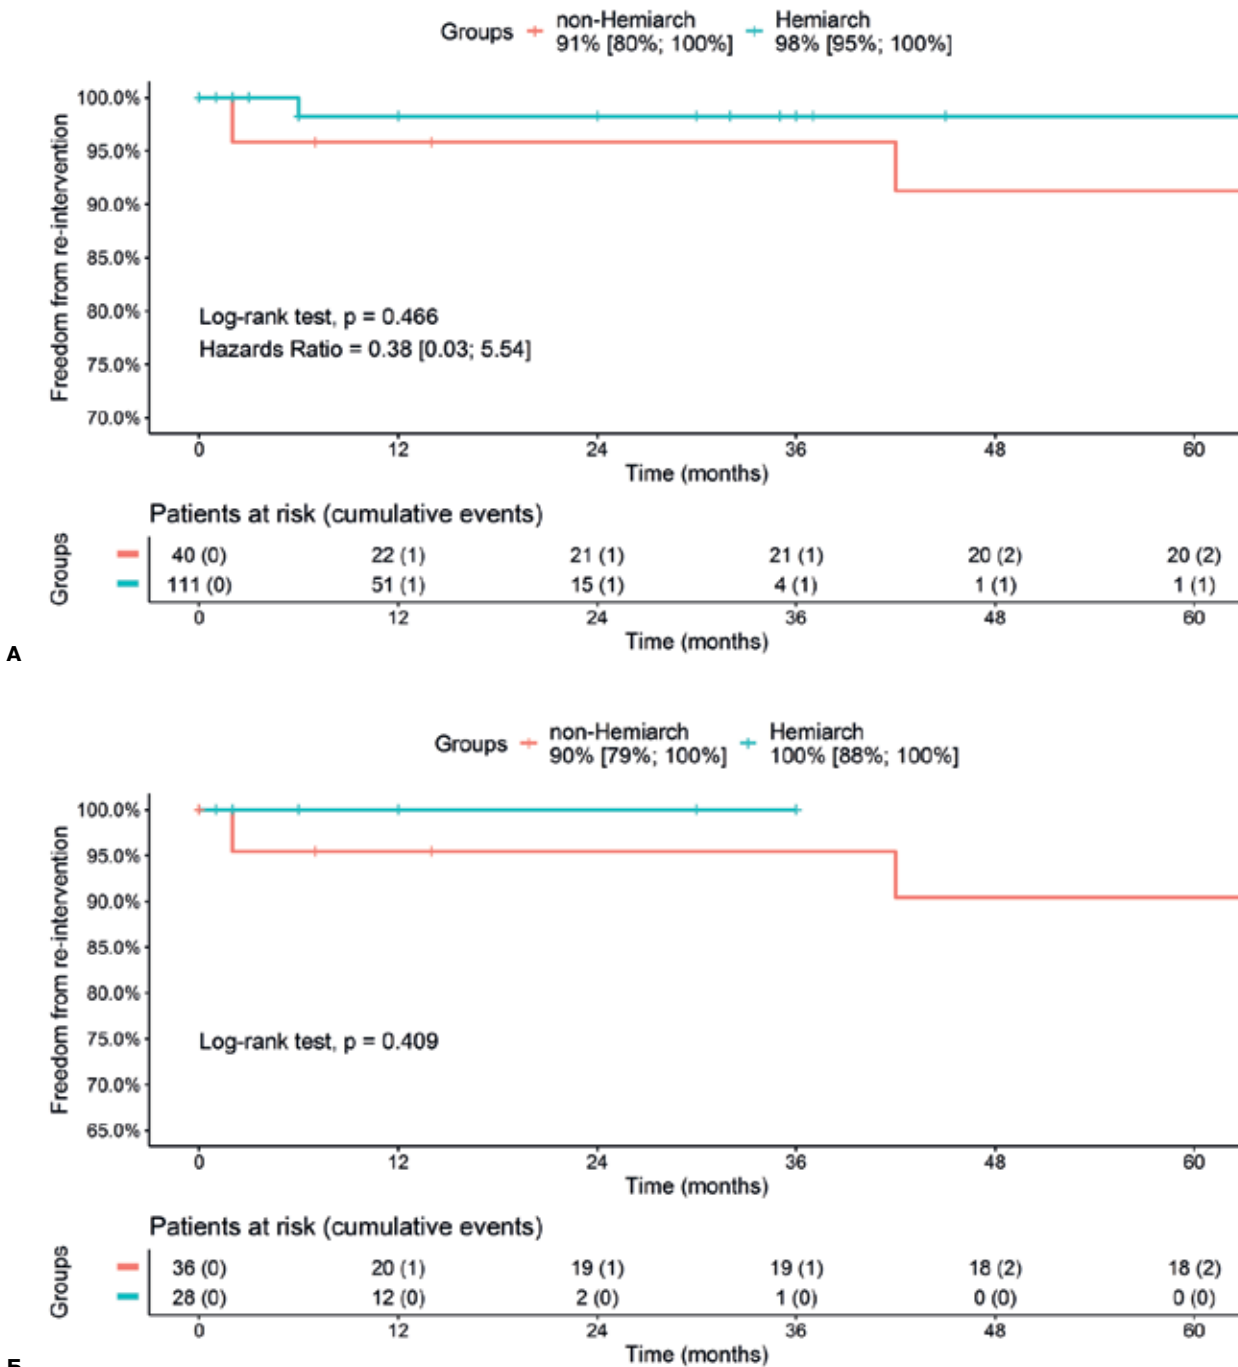 Groups non-Hemiarch 91% [80%; 100%] Hemiarch 98% [95%; 100%]
100.0%
95.0%
90.0%
85.0%
80.0%
75.0%
70.0%
Freedom from re-intervention
Log-rank test, p = 0.466
Hazards Ratio = 0.38 [0.03; 5.54]
0 12 24 36 48 60
Time (months)
Patients at risk (cumulative events)
Groups
40 (0) 22 (1) 21 (1) 21 (1) 20 (2) 20 (2)
111 (0) 51 (1) 15 (1) 4 (1) 1 (1) 1 (1)
0 12 24 36 48 60
Time (months)
A
Groups non-Hemiarch 90% [79%; 100%] Hemiarch 100% [88%; 100%]
100.0%
95.0%
90.0%
85.0%
80.0%
75.0%
70.0%
65.0%
Freedom from re-intervention
Log-rank test, p = 0.409
0 12 24 36 48 60
Time (months)
Patients at risk (cumulative events)
Groups
36 (0) 20 (1) 19 (1) 19 (1) 18 (2) 18 (2)
28 (0) 12 (0) 2 (0) 1 (0) 0 (0) 0 (0)
0 12 24 36 48 60
Time (months)